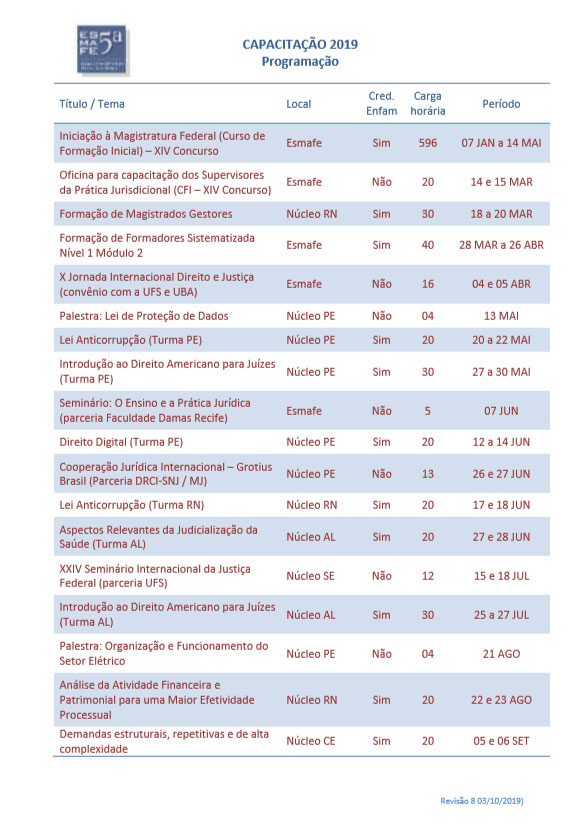 ES
MA
FE
5ª
CAPACITAÇÃO 2019
Programação
Título / Tema Local Cred. Enfam Carga horária Período
Iniciação à Magistratura Federal (Curso de
Formação Inicial) – XIV Concurso Esmafe Sim 596 07 JAN a 14 MAI
Oficina para capacitação dos Supervisores
da Prática Jurisdicional (CFI – XIV Concurso) Esmafe Não 20 14 e 15 MAR
Formação de Magistrados Gestores Núcleo RN Sim 30 18 a 20 MAR
Formação de Formadores Sistematizada
Nível 1 Módulo 2 Esmafe Sim 40 28 MAR a 26 ABR
X Jornada Internacional Direito e Justiça
(convênio com a UFS e UBA) Esmafe Não 16 04 e 05 ABR
Palestra: Lei de Proteção de Dados Núcleo PE Não 04 13 MAI
Lei Anticorrupção (Turma PE) Núcleo PE Sim 20 20 a 22 MAI
Introdução ao Direito Americano para Juízes
(Turma PE) Núcleo PE Sim 30 27 a 30 MAI
Seminário: O Ensino e a Prática Jurídica
(parceria Faculdade Damas Recife) Esmafe Não 5 07 JUN
Direito Digital (Turma PE) Núcleo PE Sim 20 12 a 14 JUN
Cooperação Jurídica Internacional – Grotius
Brasil (Parceria DRCI-SNJ / MJ) Núcleo PE Não 13 26 e 27 JUN
Lei Anticorrupção (Turma RN) Núcleo RN Sim 20 17 e 18 JUN
Aspectos Relevantes da Judicialização da
Saúde (Turma AL) Núcleo AL Sim 20 27 e 28 JUN
XXIV Seminário Internacional da Justiça
Federal (parceria UFS) Núcleo SE Não 12 15 e 18 JUL
Introdução ao Direito Americano para Juízes
(Turma AL) Núcleo AL Sim 30 25 a 27 JUL
Palestra: Organização e Funcionamento do
Setor Elétrico Núcleo PE Não 04 21 AGO
Análise da Atividade Financeira e
Patrimonial para uma Maior Efetividade
Processual Núcleo RN Sim 20 22 e 23 AGO
Demandas estruturais, repetitivas e de alta
complexidade Núcleo CE Sim 20 05 e 06 SET
Revisão 8 03/10/2019)